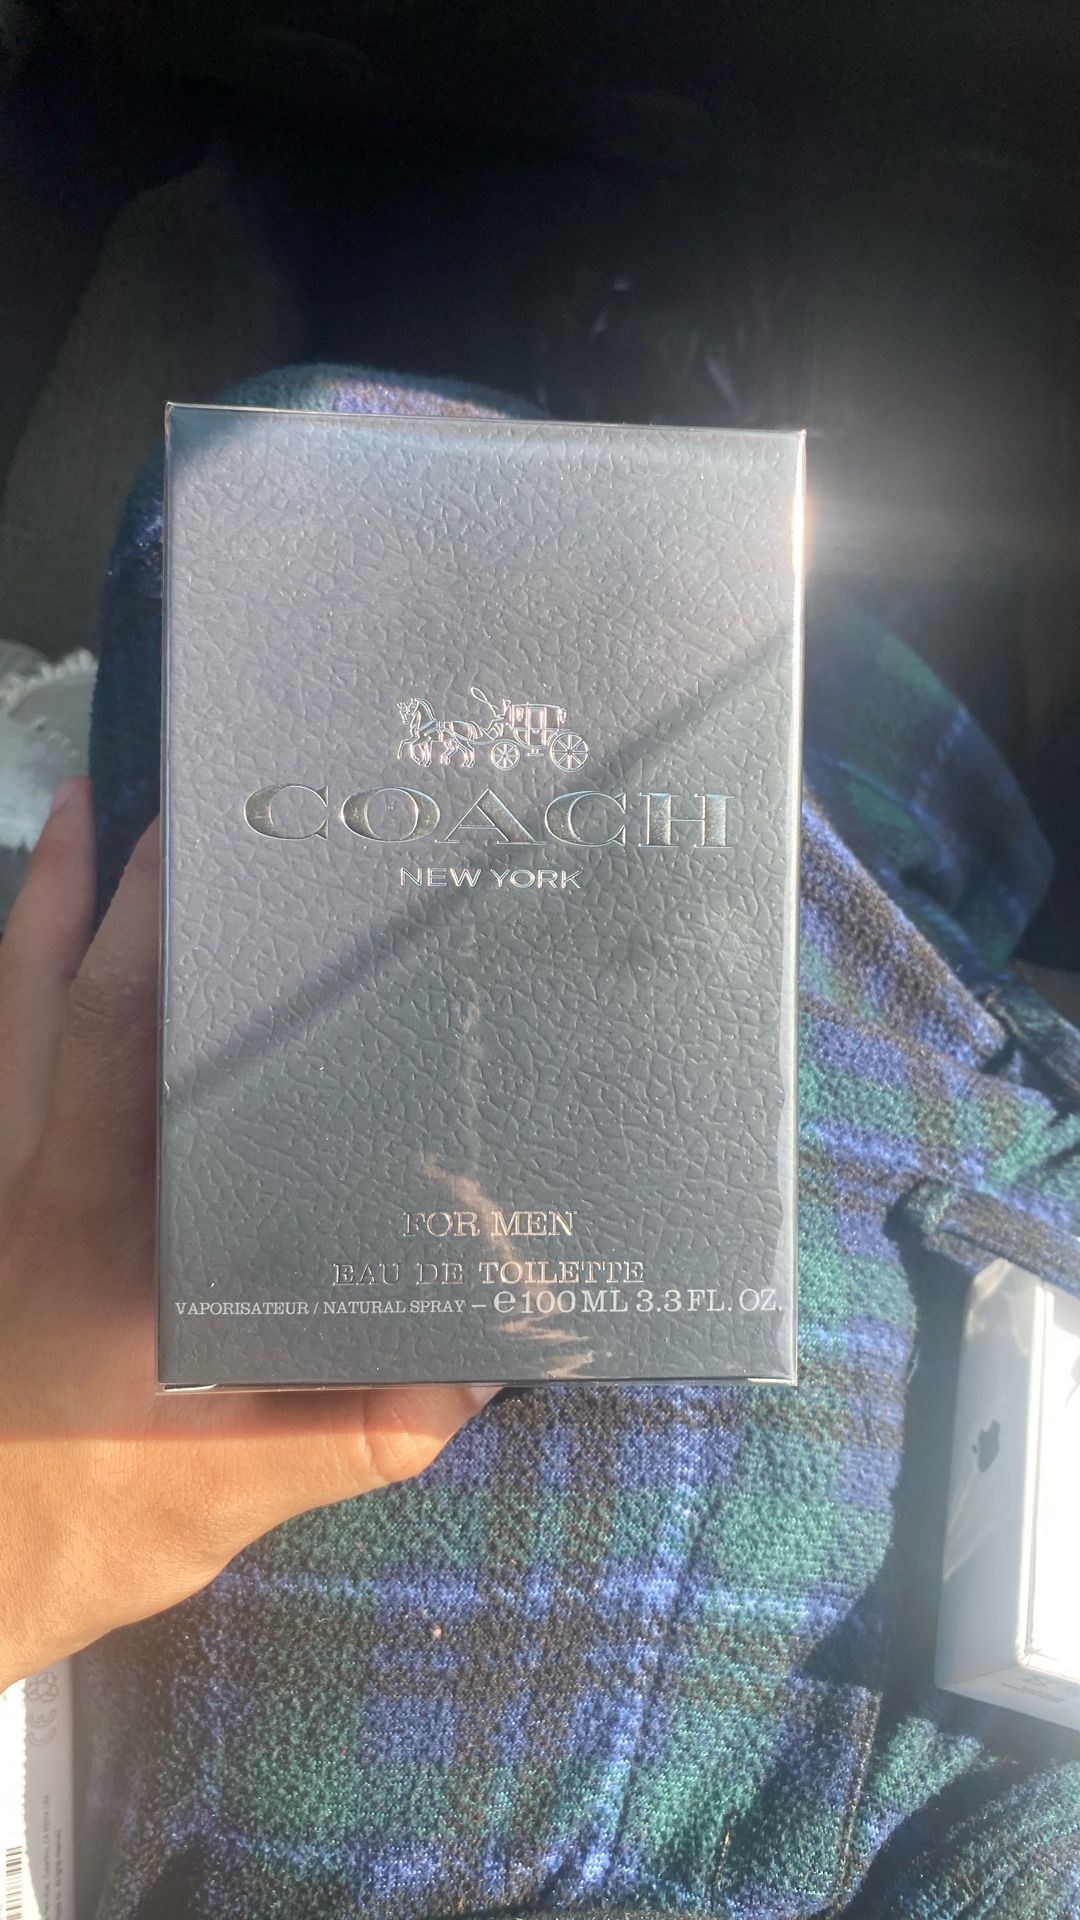 COACH
NEW YORK
FOR MEN
EAU DE TOILETTE
VAPORISATEUR / NATURAL SPRAY – e 100 ML 3.3 FL. OZ.